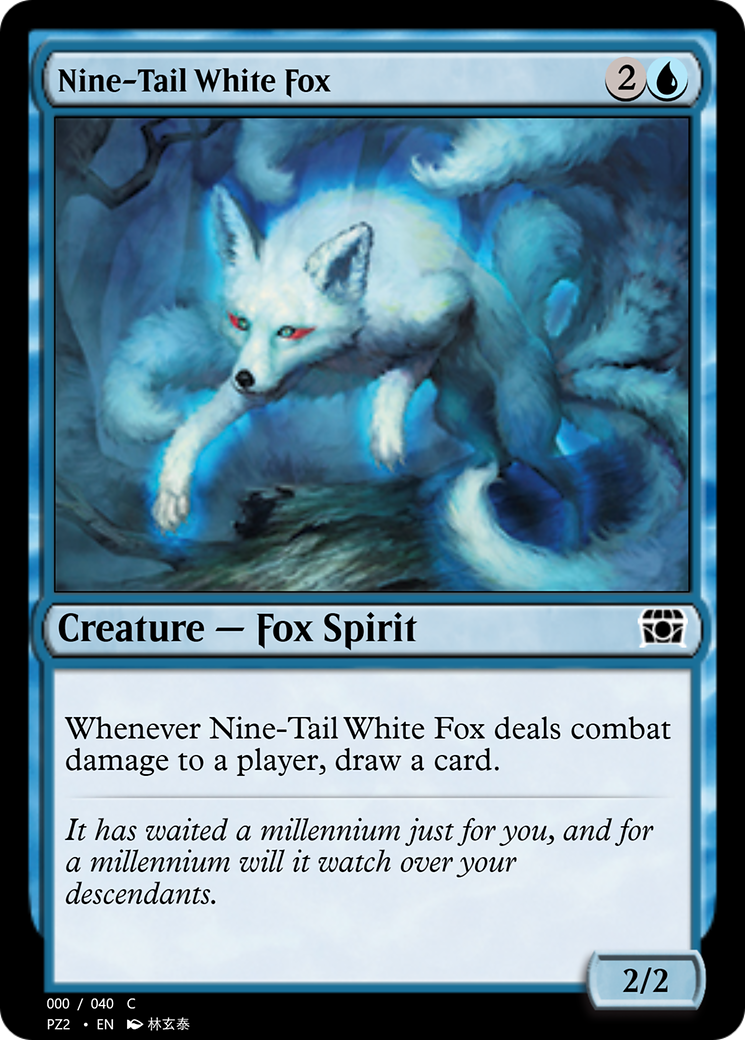 Nine-Tail White Fox 2
Creature — Fox Spirit
Whenever Nine-Tail White Fox deals combat
damage to a player, draw a card.
It has waited a millennium just for you, and for
a millennium will it watch over your
descendants.
2/2
000 / 040 C
PZ2 • EN 林玄泰